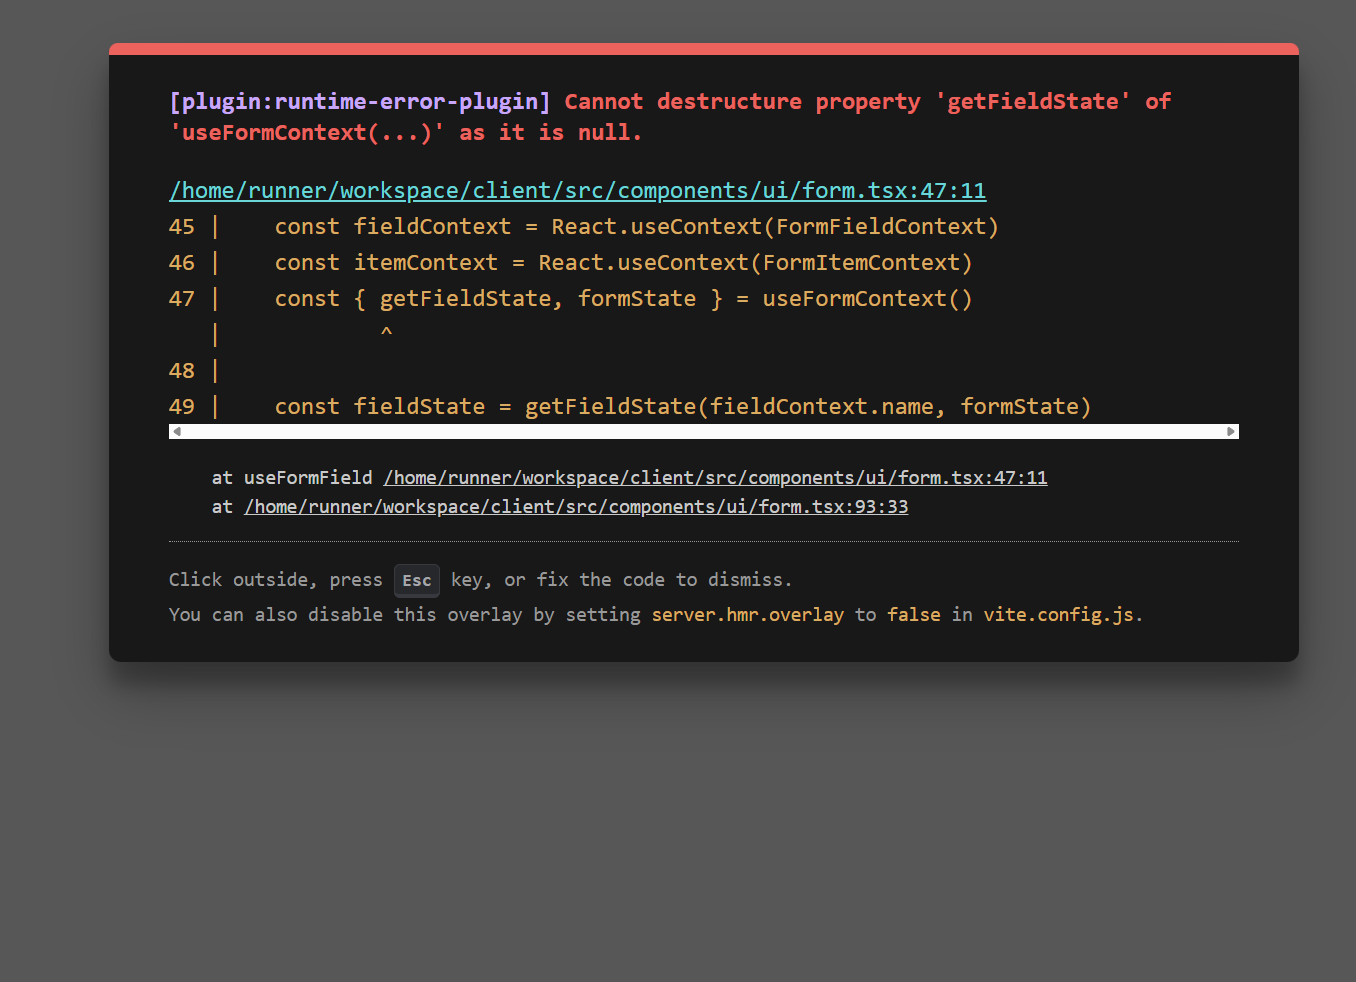 [plugin:runtime-error-plugin] Cannot destructure property 'getFieldState' of
'useFormContext(...)' as it is null.
/home/runner/workspace/client/src/components/ui/form.tsx:47:11
45 |    const fieldContext = React.useContext(FormFieldContext)
46 |    const itemContext = React.useContext(FormItemContext)
47 |    const { getFieldState, formState } = useFormContext()
   |            ^
48 |
49 |    const fieldState = getFieldState(fieldContext.name, formState)
at useFormField /home/runner/workspace/client/src/components/ui/form.tsx:47:11
at /home/runner/workspace/client/src/components/ui/form.tsx:93:33
Click outside, press Esc key, or fix the code to dismiss.
You can also disable this overlay by setting server.hmr.overlay to false in vite.config.js.